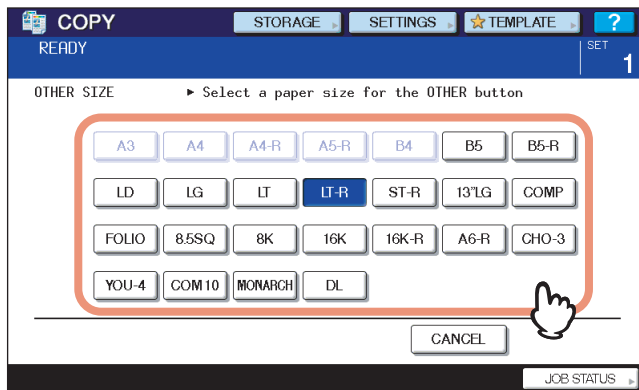 COPY STORAGE SETTINGS TEMPLATE ?
READY SET
1
OTHER SIZE ► Select a paper size for the OTHER button
A3 A4 A4-R A5-R B4 B5 B5-R
LD LG LT LT-R ST-R 13"LG COMP
FOLIO 8.5SQ 8K 16K 16K-R A6-R CHO-3
YOU-4 COM10 MONARCH DL
CANCEL
JOB STATUS